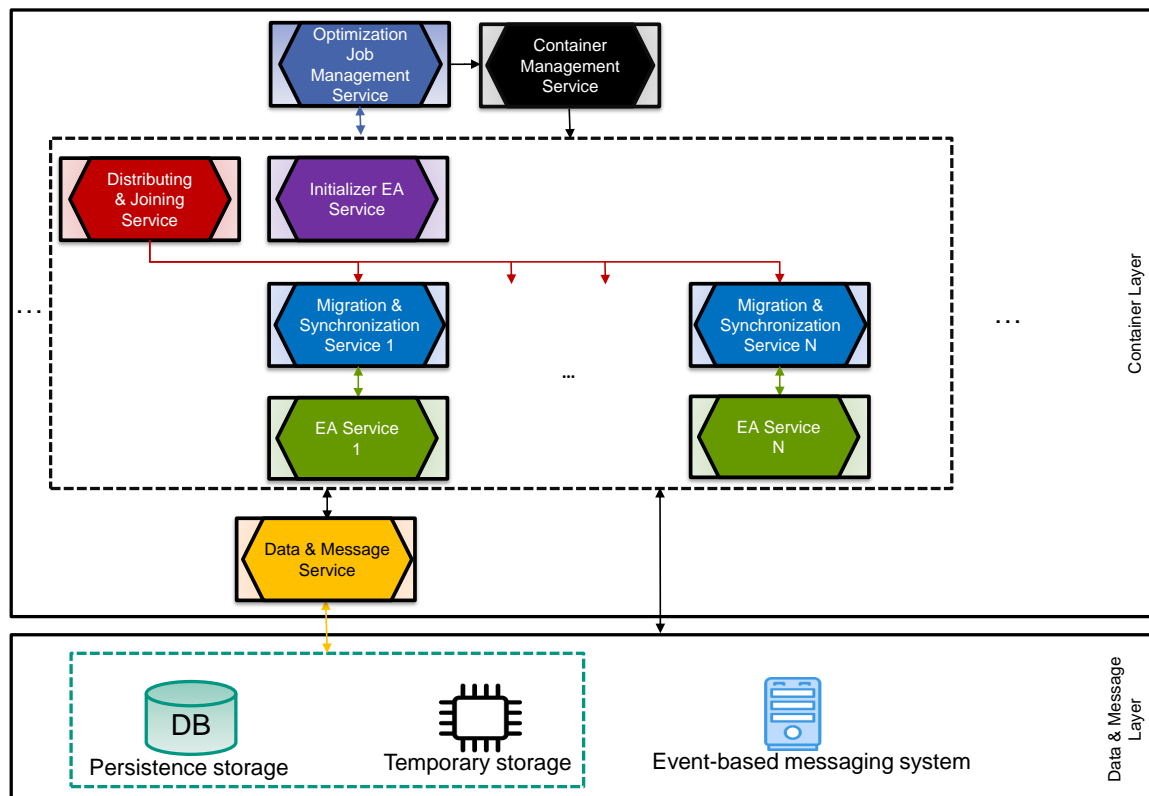 Optimization
Job
Management
Service
Container
Management
Service
Distributing
& Joining
Service
Initializer EA
Service
Migration &
Synchronization
Service 1
Migration &
Synchronization
Service N
...
...
...
EA Service
1
EA Service
N
Data & Message
Service
Container Layer
DB
Persistence storage
Temporary storage
Event-based messaging system
Data & Message
Layer